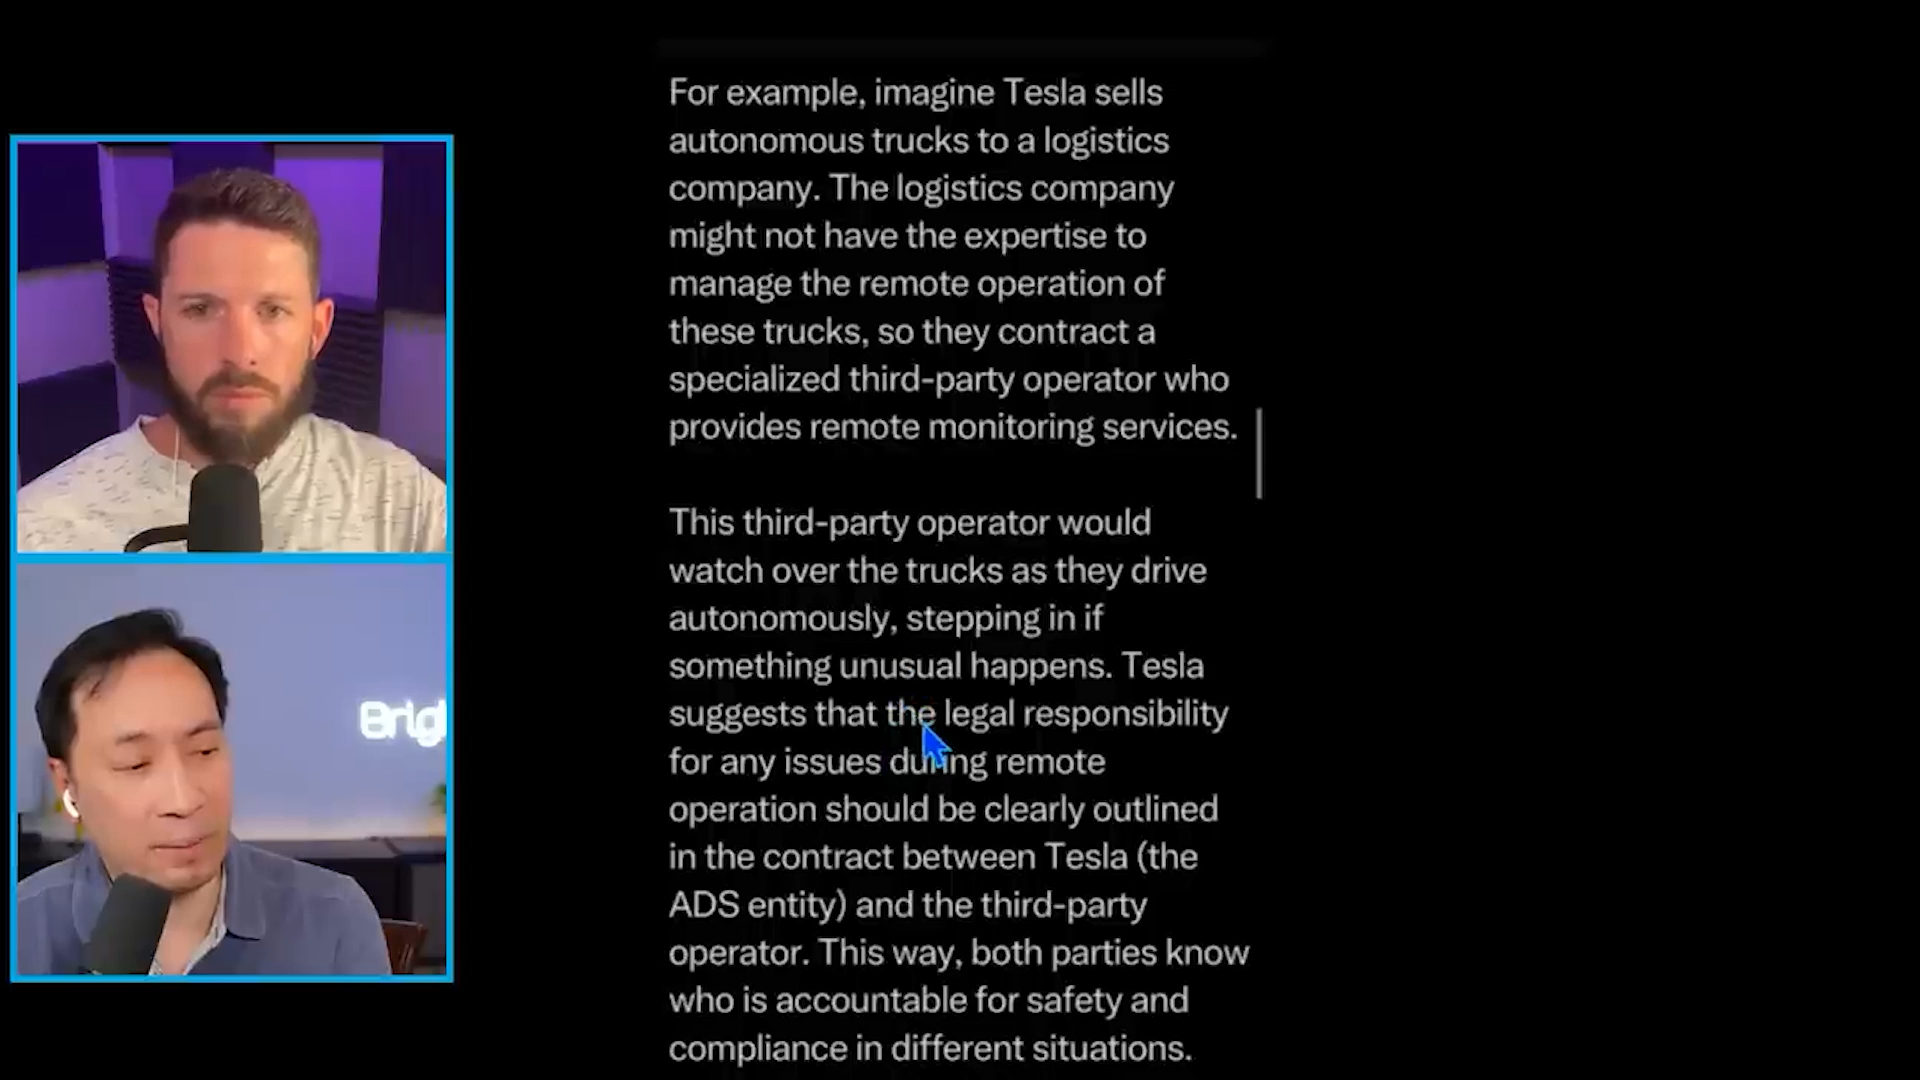 For example, imagine Tesla sells
autonomous trucks to a logistics
company. The logistics company
might not have the expertise to
manage the remote operation of
these trucks, so they contract a
specialized third-party operator who
provides remote monitoring services.
This third-party operator would
watch over the trucks as they drive
autonomously, stepping in if
something unusual happens. Tesla
suggests that the legal responsibility
for any issues during remote
operation should be clearly outlined
in the contract between Tesla (the
ADS entity) and the third-party
operator. This way, both parties know
who is accountable for safety and
compliance in different situations.
Brig